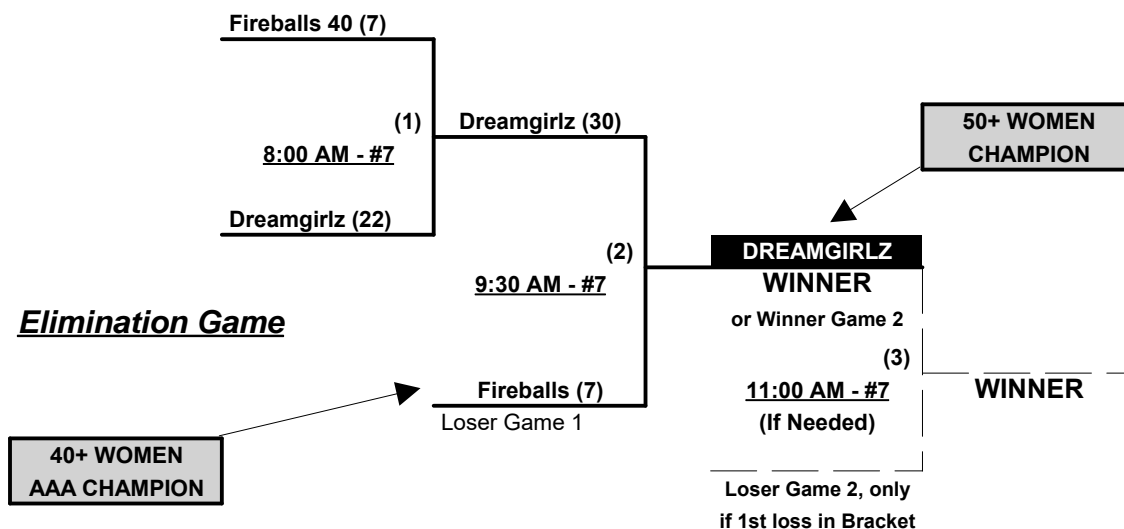 Fireballs 40 (7)
(1)
Dreamgirlz (30)
50+ WOMEN
CHAMPION
8:00 AM - #7
Dreamgirlz (22)
(2)
DREAMGIRLZ
9:30 AM - #7
WINNER
Elimination Game
or Winner Game 2
(3)
Fireballs (7)
11:00 AM - #7
WINNER
Loser Game 1
(If Needed)
40+ WOMEN
AAA CHAMPION
Loser Game 2, only
if 1st loss in Bracket